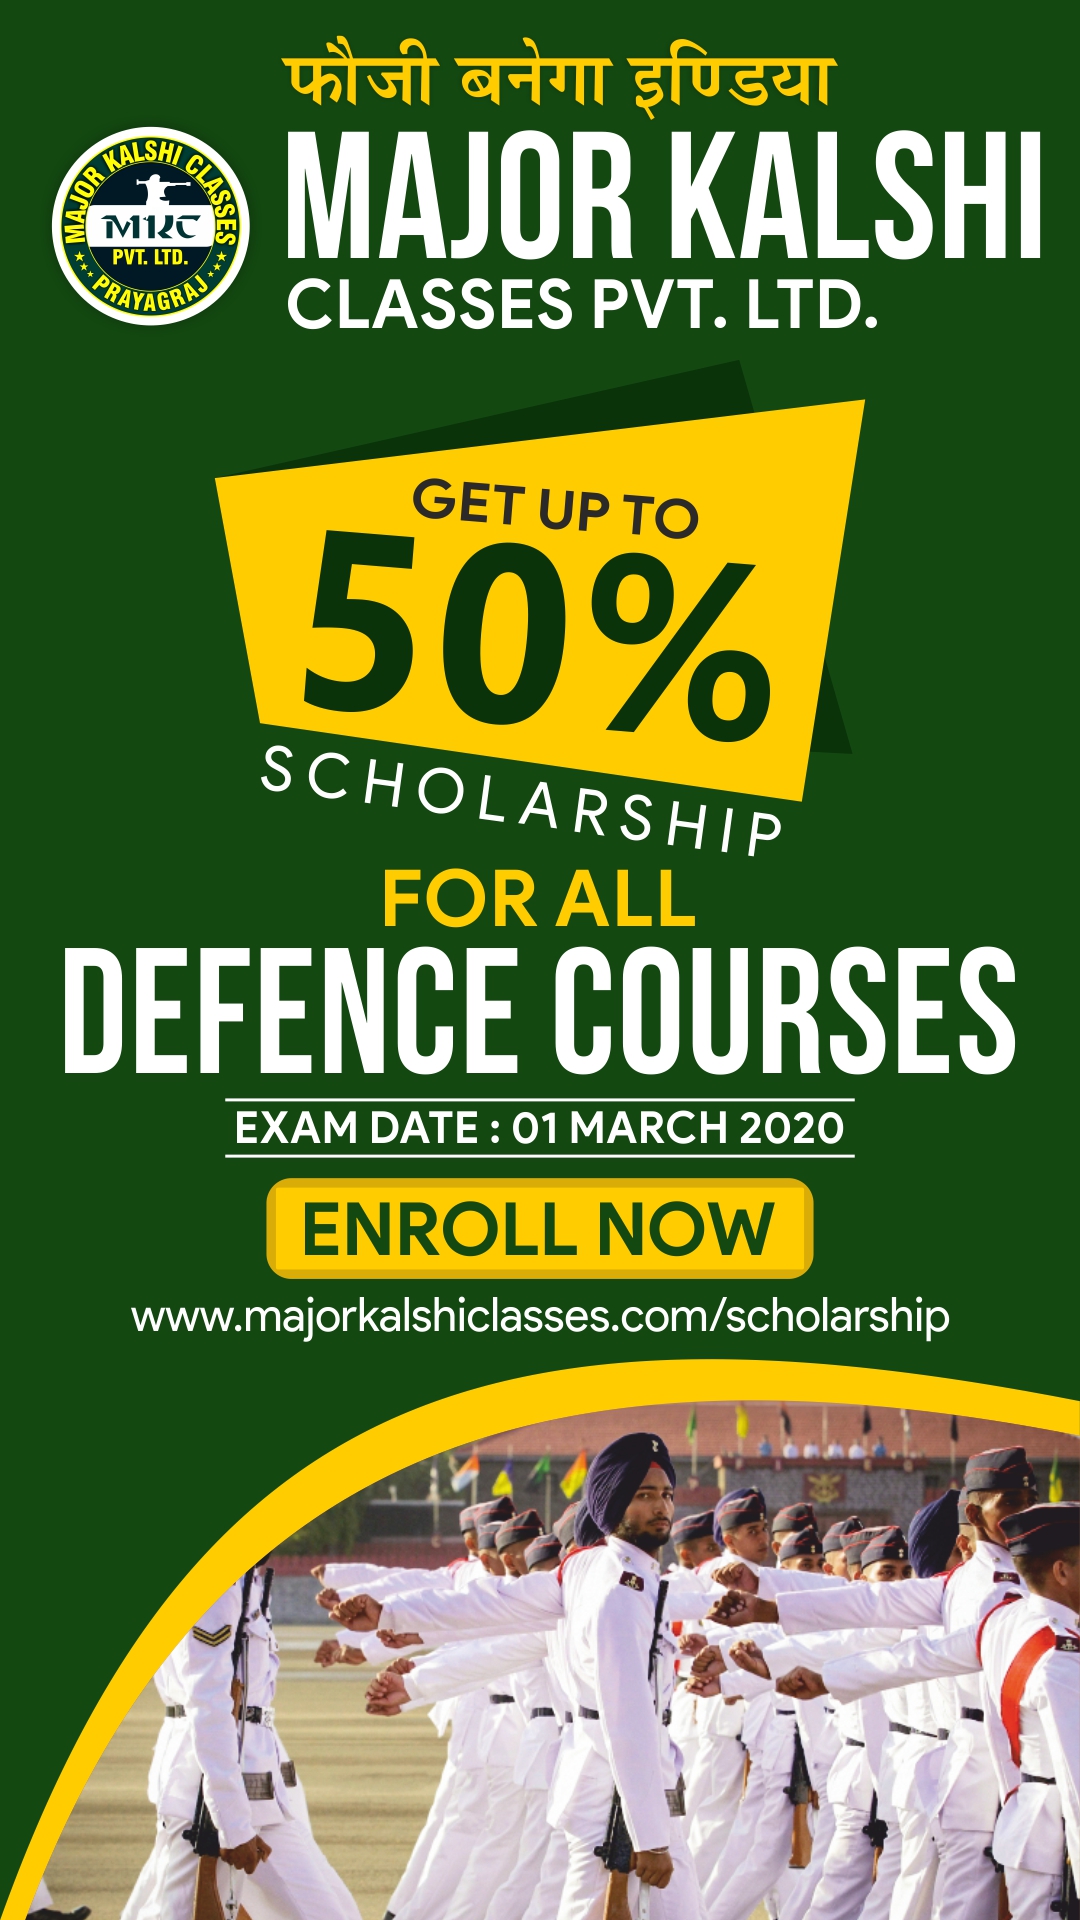 फौजी बनेगा इण्डिया
MAJOR KALSHI CLASSES
MKC
PVT. LTD.
PRAYAGRAJ
MAJOR KALSHI
CLASSES PVT. LTD.
GET UP TO
50%
SCHOLARSHIP
FOR ALL
DEFENCE COURSES
EXAM DATE : 01 MARCH 2020
ENROLL NOW
www.majorkalshiclasses.com/scholarship